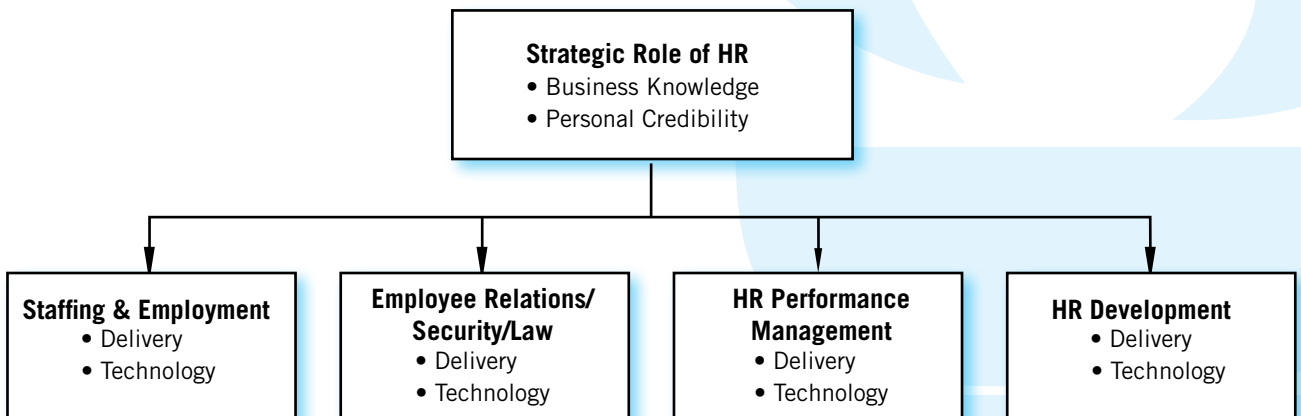 Strategic Role of HR
• Business Knowledge
• Personal Credibility
Staffing & Employment
• Delivery
• Technology
Employee Relations/
Security/Law
• Delivery
• Technology
HR Performance
Management
• Delivery
• Technology
HR Development
• Delivery
• Technology